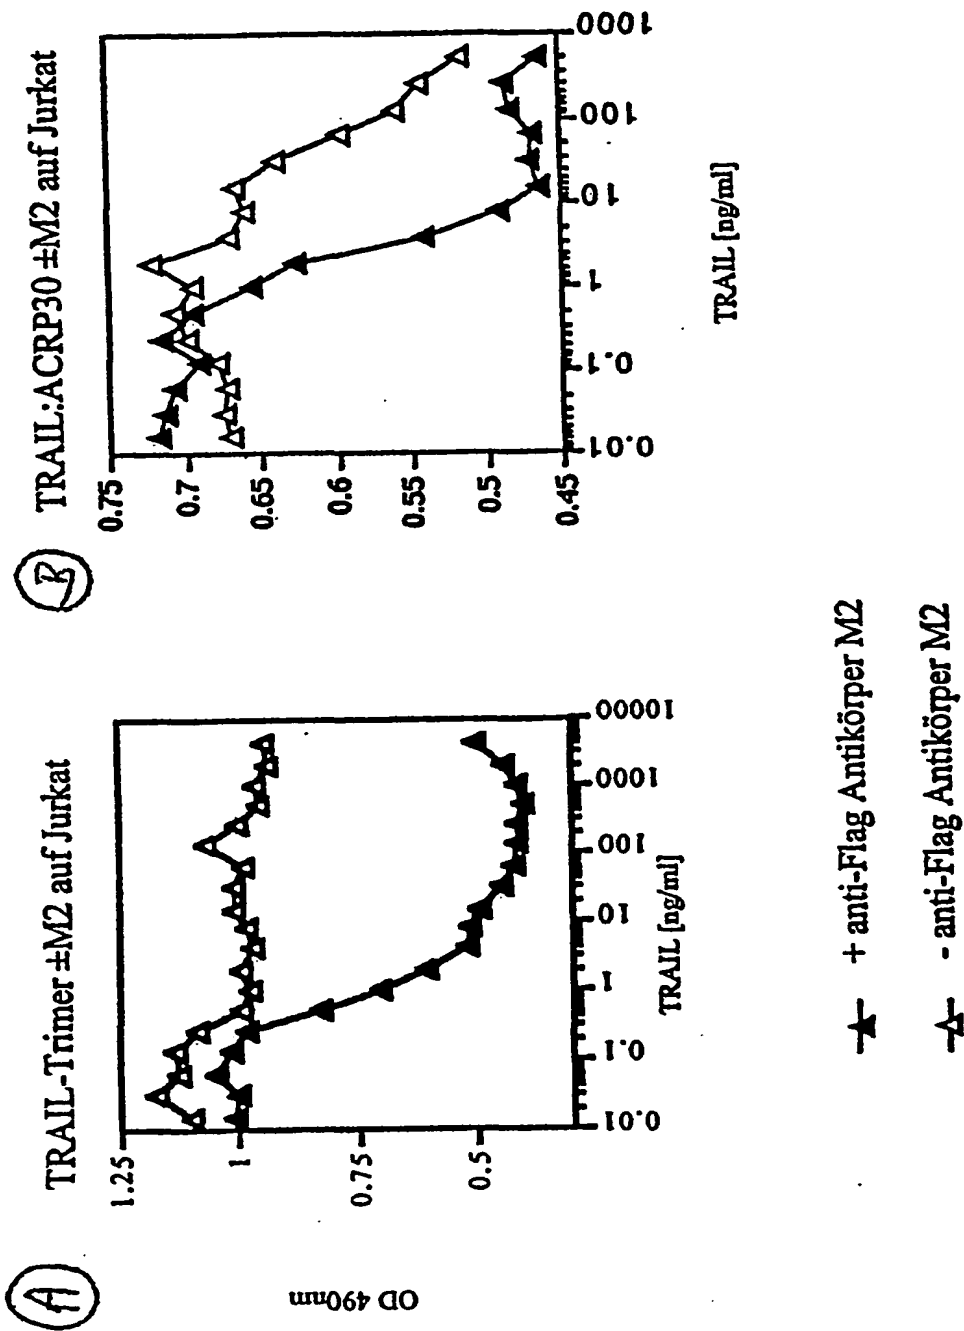 A
TRAIL-Trimer ±M2 auf Jurkat
OD 490nm
1.25
1
0.75
0.5
0.01
0.1
1
10
100
1000
10000
TRAIL [ng/ml]
B
TRAIL:ACRP30 ±M2 auf Jurkat
0.75
0.7
0.65
0.6
0.55
0.5
0.45
0.01
0.1
1
10
100
1000
TRAIL [ng/ml]
+ anti-Flag Antikörper M2
- anti-Flag Antikörper M2